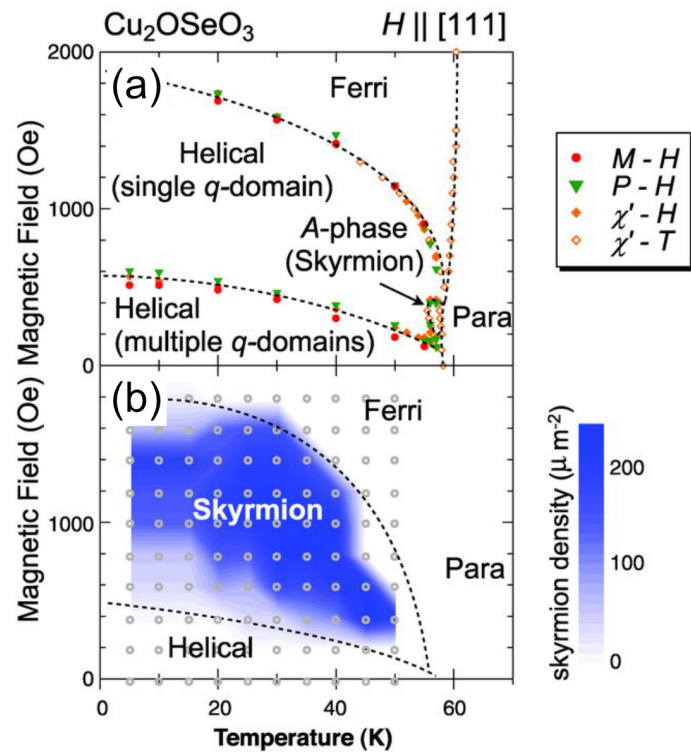 Cu₂OSeO₃
H || [111]
(a)
Magnetic Field (Oe)
2000
1000
0
Ferri
Helical
(single q-domain)
A-phase
(Skyrmion)
Helical
(multiple q-domains)
Para
M - H
P - H
χ' - H
χ' - T
(b)
Magnetic Field (Oe)
1000
0
Ferri
Skyrmion
Para
Helical
0
20
40
60
Temperature (K)
skyrmion density (μ m⁻²)
200
100
0